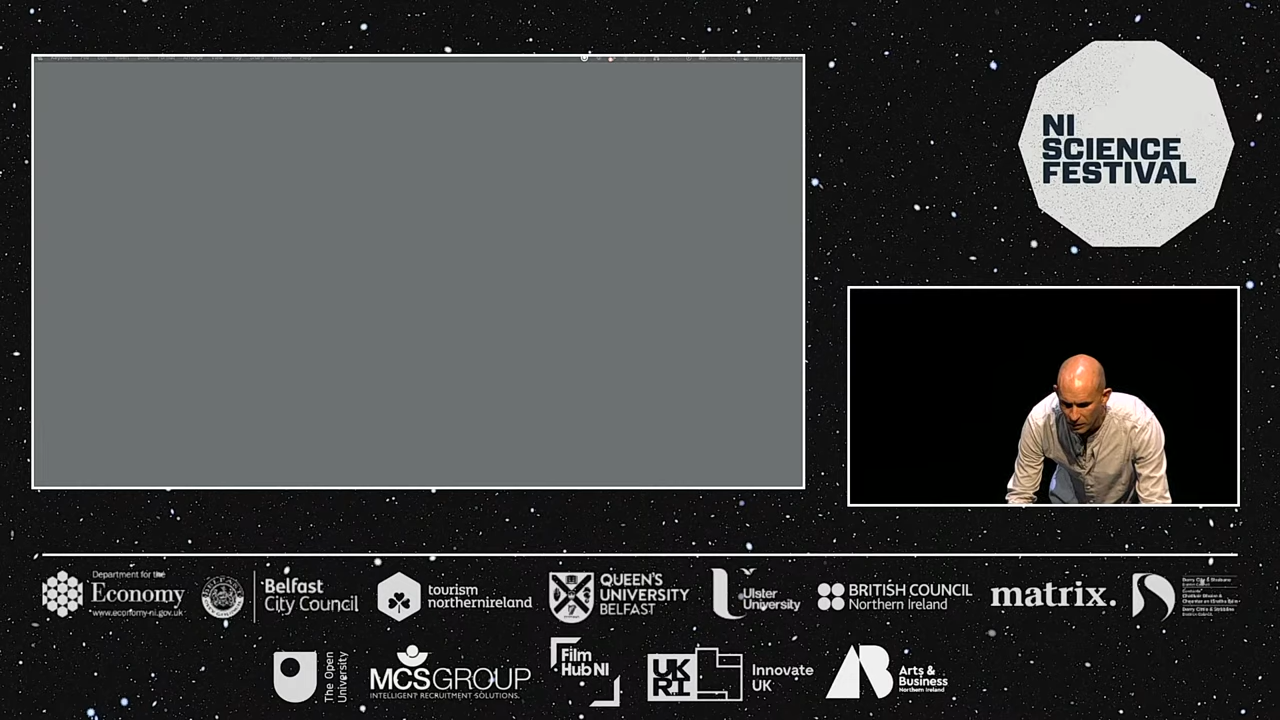 NI
SCIENCE
FESTIVAL
Department for the
Economy
www.economy-ni.gov.uk
Belfast
City Council
tourism
northernireland
QUEEN'S
UNIVERSITY
BELFAST
Ulster
University
BRITISH COUNCIL
Northern Ireland
matrix.
The Open
University
MCSGROUP
INTELLIGENT RECRUITMENT SOLUTIONS.
Film
Hub NI
UK
RI
Innovate
UK
Arts &
Business
Northern Ireland